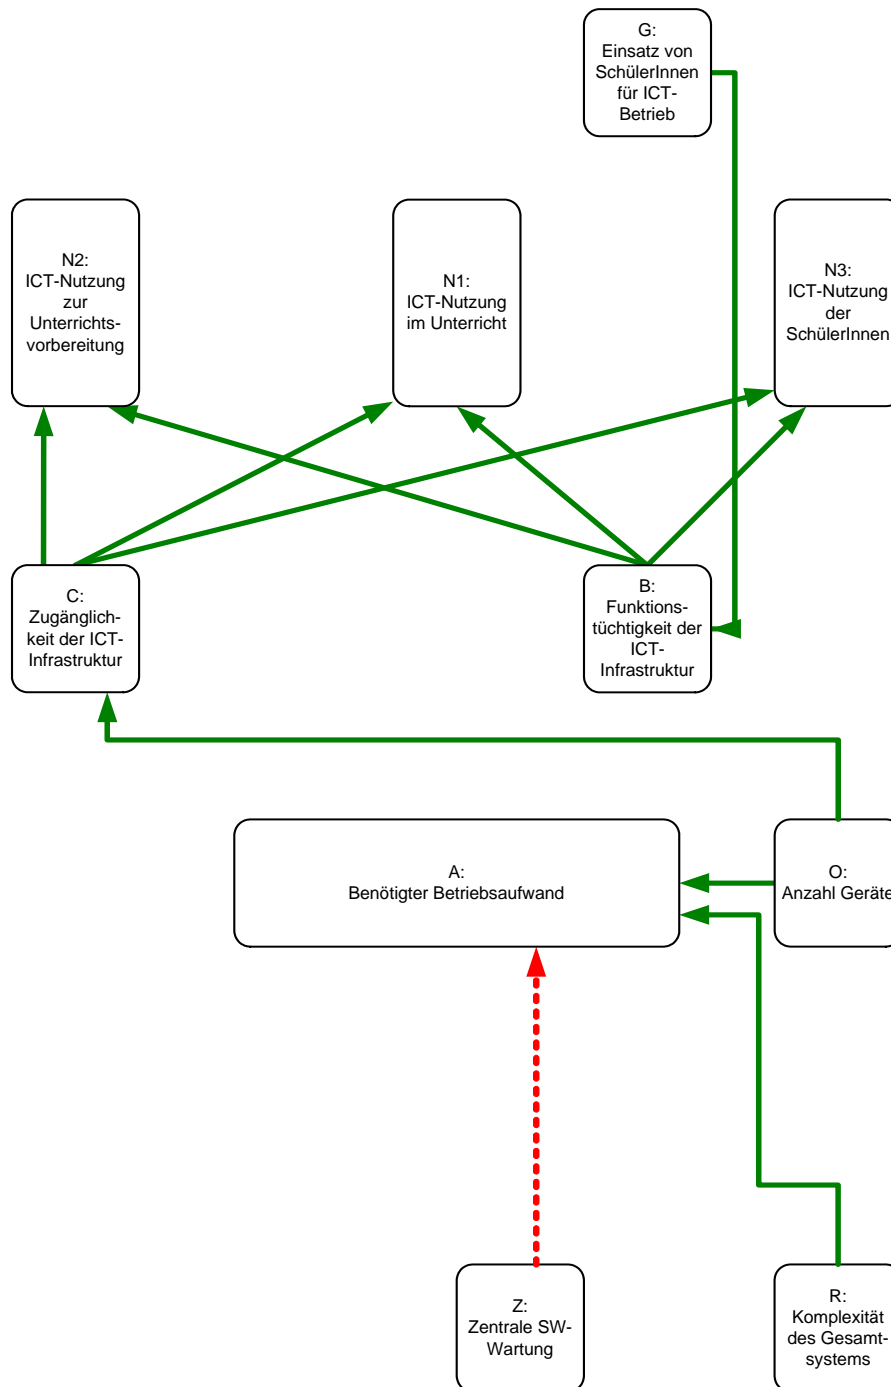 G:
Einsatz von
SchülerInnen
für ICT-
Betrieb
N2:
ICT-Nutzung
zur
Unterrichts-
vorbereitung
N1:
ICT-Nutzung
im Unterricht
N3:
ICT-Nutzung
der
SchülerInnen
C:
Zugänglich-
keit der ICT-
Infrastruktur
B:
Funktions-
tüchtigkeit der
ICT-
Infrastruktur
A:
Benötigter Betriebsaufwand
O:
Anzahl Geräte
Z:
Zentrale SW-
Wartung
R:
Komplexität
des Gesamt-
systems